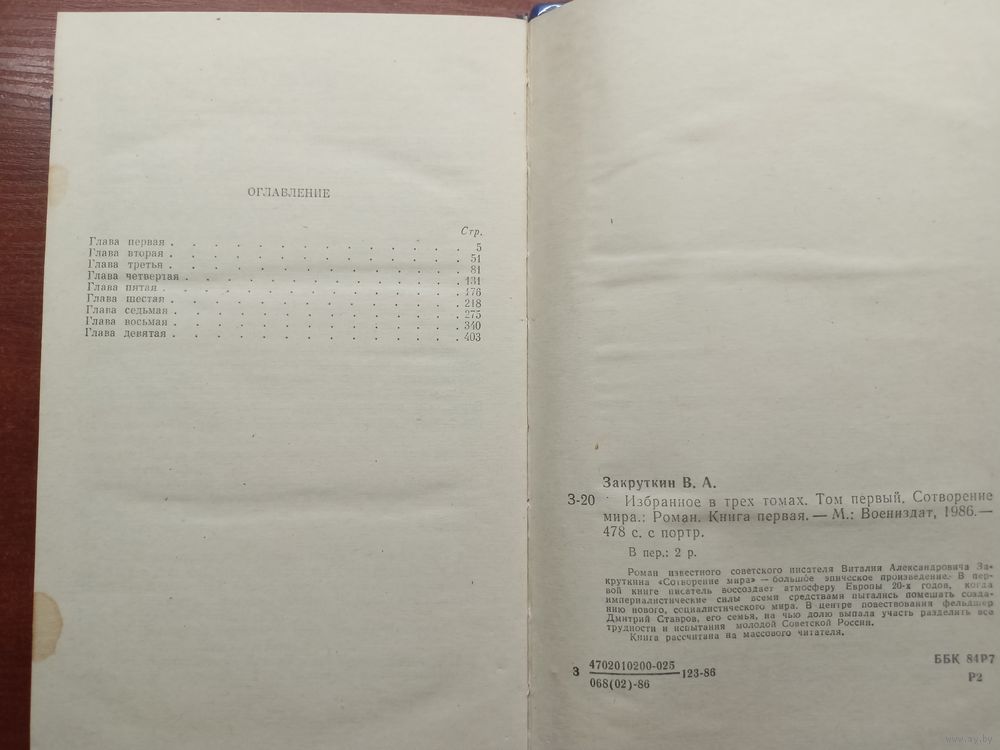 ОГЛАВЛЕНИЕ
Стр.
Глава первая . . . . . . . . . . . 5
Глава вторая . . . . . . . . . . . 51
Глава третья . . . . . . . . . . . 81
Глава четвертая . . . . . . . . . . 131
Глава пятая . . . . . . . . . . . 176
Глава шестая . . . . . . . . . . . 218
Глава седьмая . . . . . . . . . . . 275
Глава восьмая . . . . . . . . . . . 340
Глава девятая . . . . . . . . . . . 403
Закруткин В. А.
З-20 Избранное в трех томах. Том первый. Сотворение
мира.: Роман. Книга первая. — М.: Воениздат, 1986.—
478 с. с портр.
В пер.: 2 р.
Роман известного советского писателя Виталия Александровича За-
круткина «Сотворение мира» — большое эпическое произведение. В пер-
вой книге писатель воссоздает атмосферу Европы 20-х годов, когда
империалистические силы всеми средствами пытались помешать созда-
нию нового, социалистического мира. В центре повествования фельдшер
Дмитрий Ставров, его семья, на чью долю выпала участь разделить все
трудности и испытания молодой Советской России.
Книга рассчитана на массового читателя.
З 4702010200-025
068(02)-86
-123-86
ББК 84Р7
Р2
www.ay.by